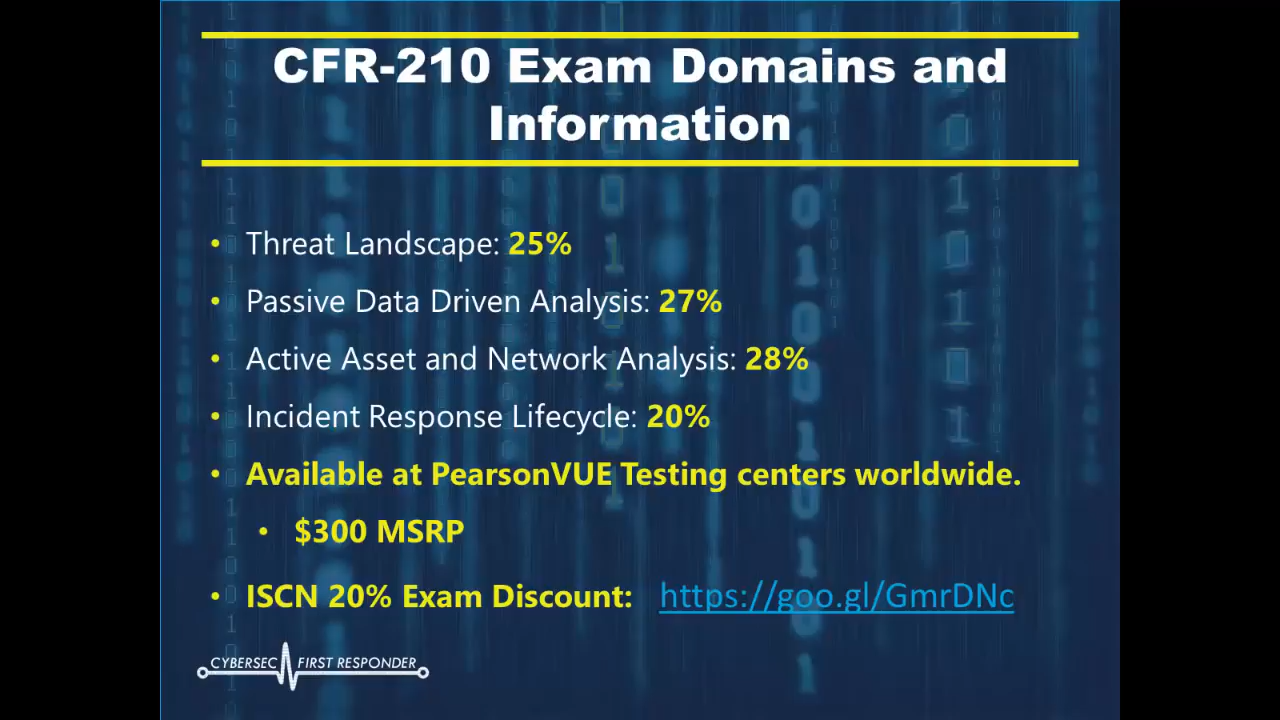 CFR-210 Exam Domains and
Information
• Threat Landscape: 25%
• Passive Data Driven Analysis: 27%
• Active Asset and Network Analysis: 28%
• Incident Response Lifecycle: 20%
• Available at PearsonVUE Testing centers worldwide.
• $300 MSRP
• ISCN 20% Exam Discount: https://goo.gl/GmrDNc
CYBERSEC FIRST RESPONDER